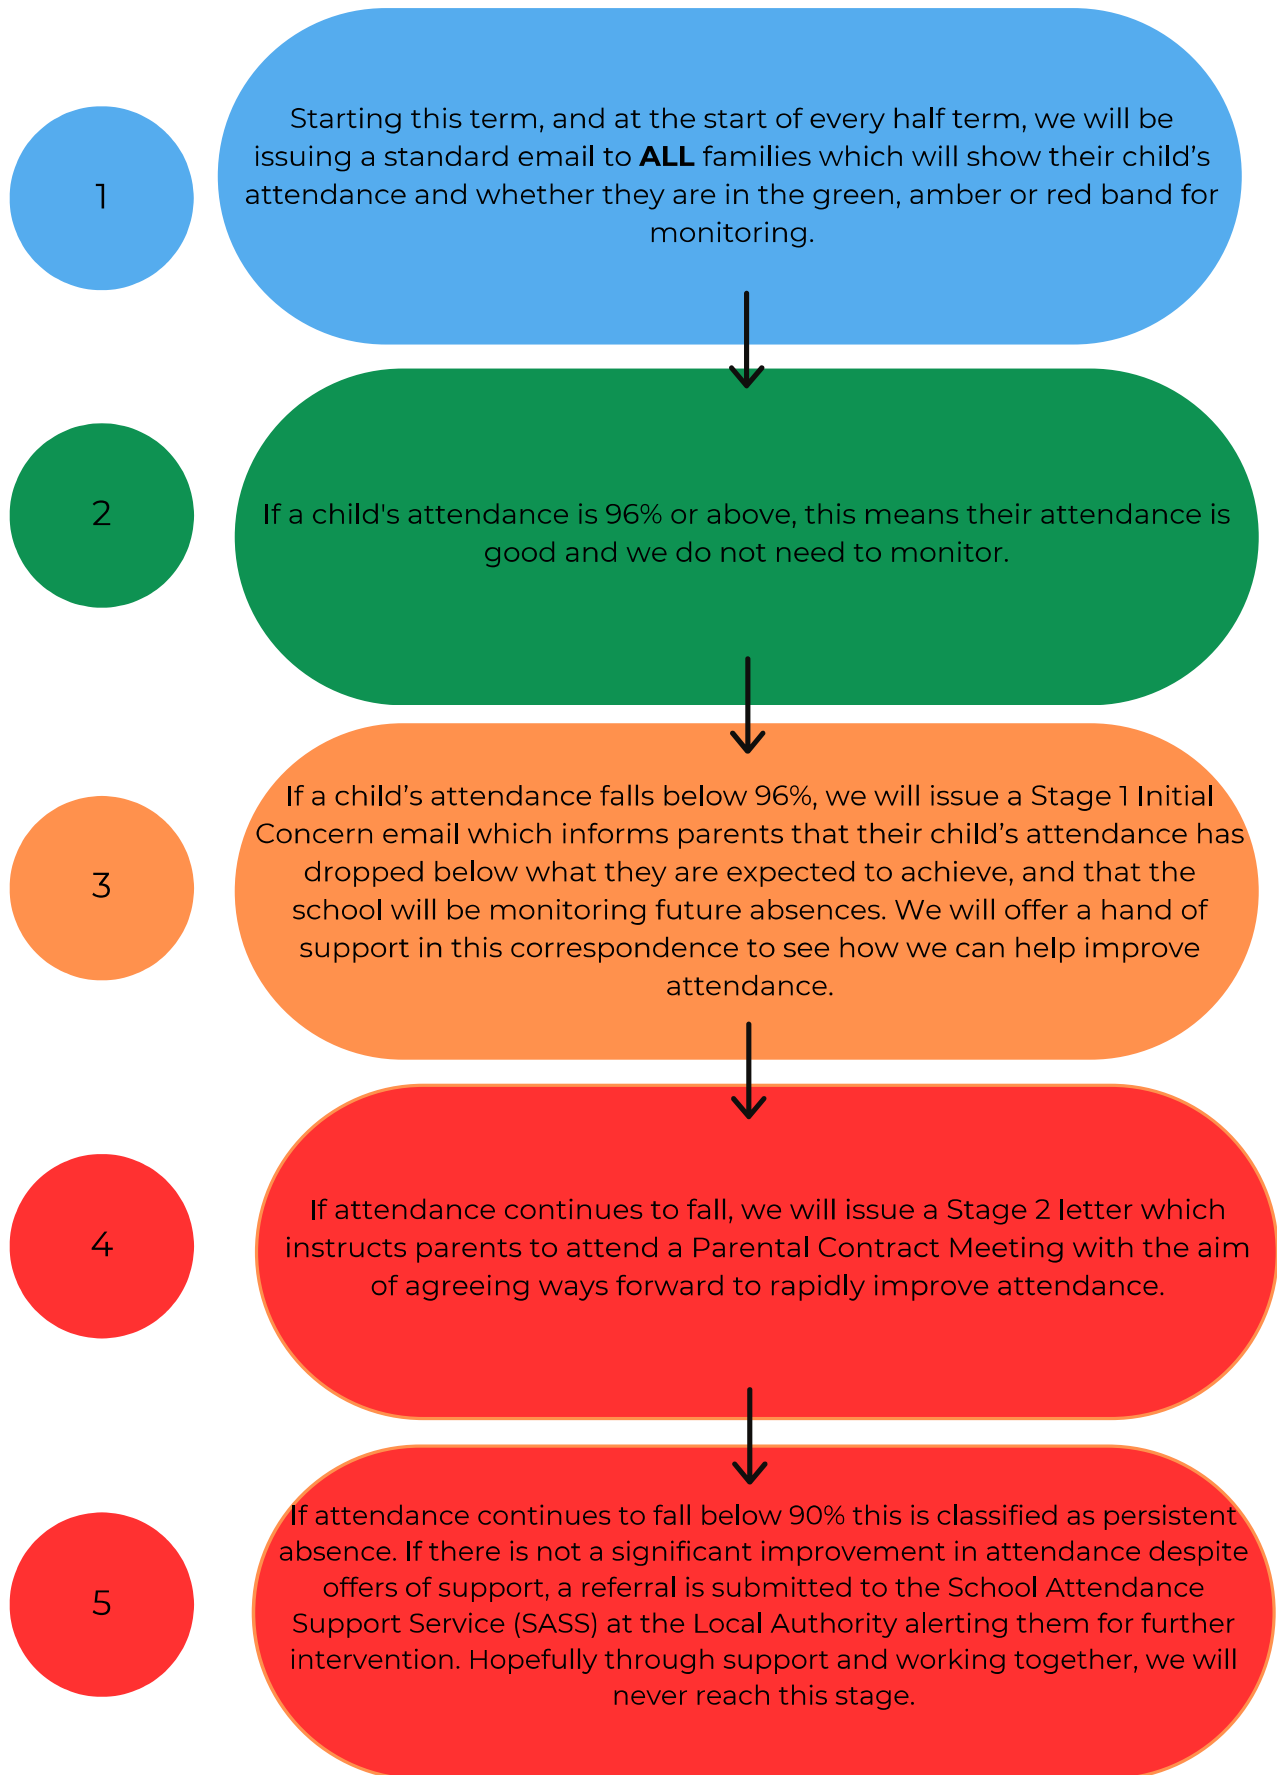 1
Starting this term, and at the start of every half term, we will be
issuing a standard email to ALL families which will show their child’s
attendance and whether they are in the green, amber or red band for
monitoring.
2
If a child's attendance is 96% or above, this means their attendance is
good and we do not need to monitor.
3
If a child’s attendance falls below 96%, we will issue a Stage 1 Initial
Concern email which informs parents that their child’s attendance has
dropped below what they are expected to achieve, and that the
school will be monitoring future absences. We will offer a hand of
support in this correspondence to see how we can help improve
attendance.
4
If attendance continues to fall, we will issue a Stage 2 letter which
instructs parents to attend a Parental Contract Meeting with the aim
of agreeing ways forward to rapidly improve attendance.
5
If attendance continues to fall below 90% this is classified as persistent
absence. If there is not a significant improvement in attendance despite
offers of support, a referral is submitted to the School Attendance
Support Service (SASS) at the Local Authority alerting them for further
intervention. Hopefully through support and working together, we will
never reach this stage.